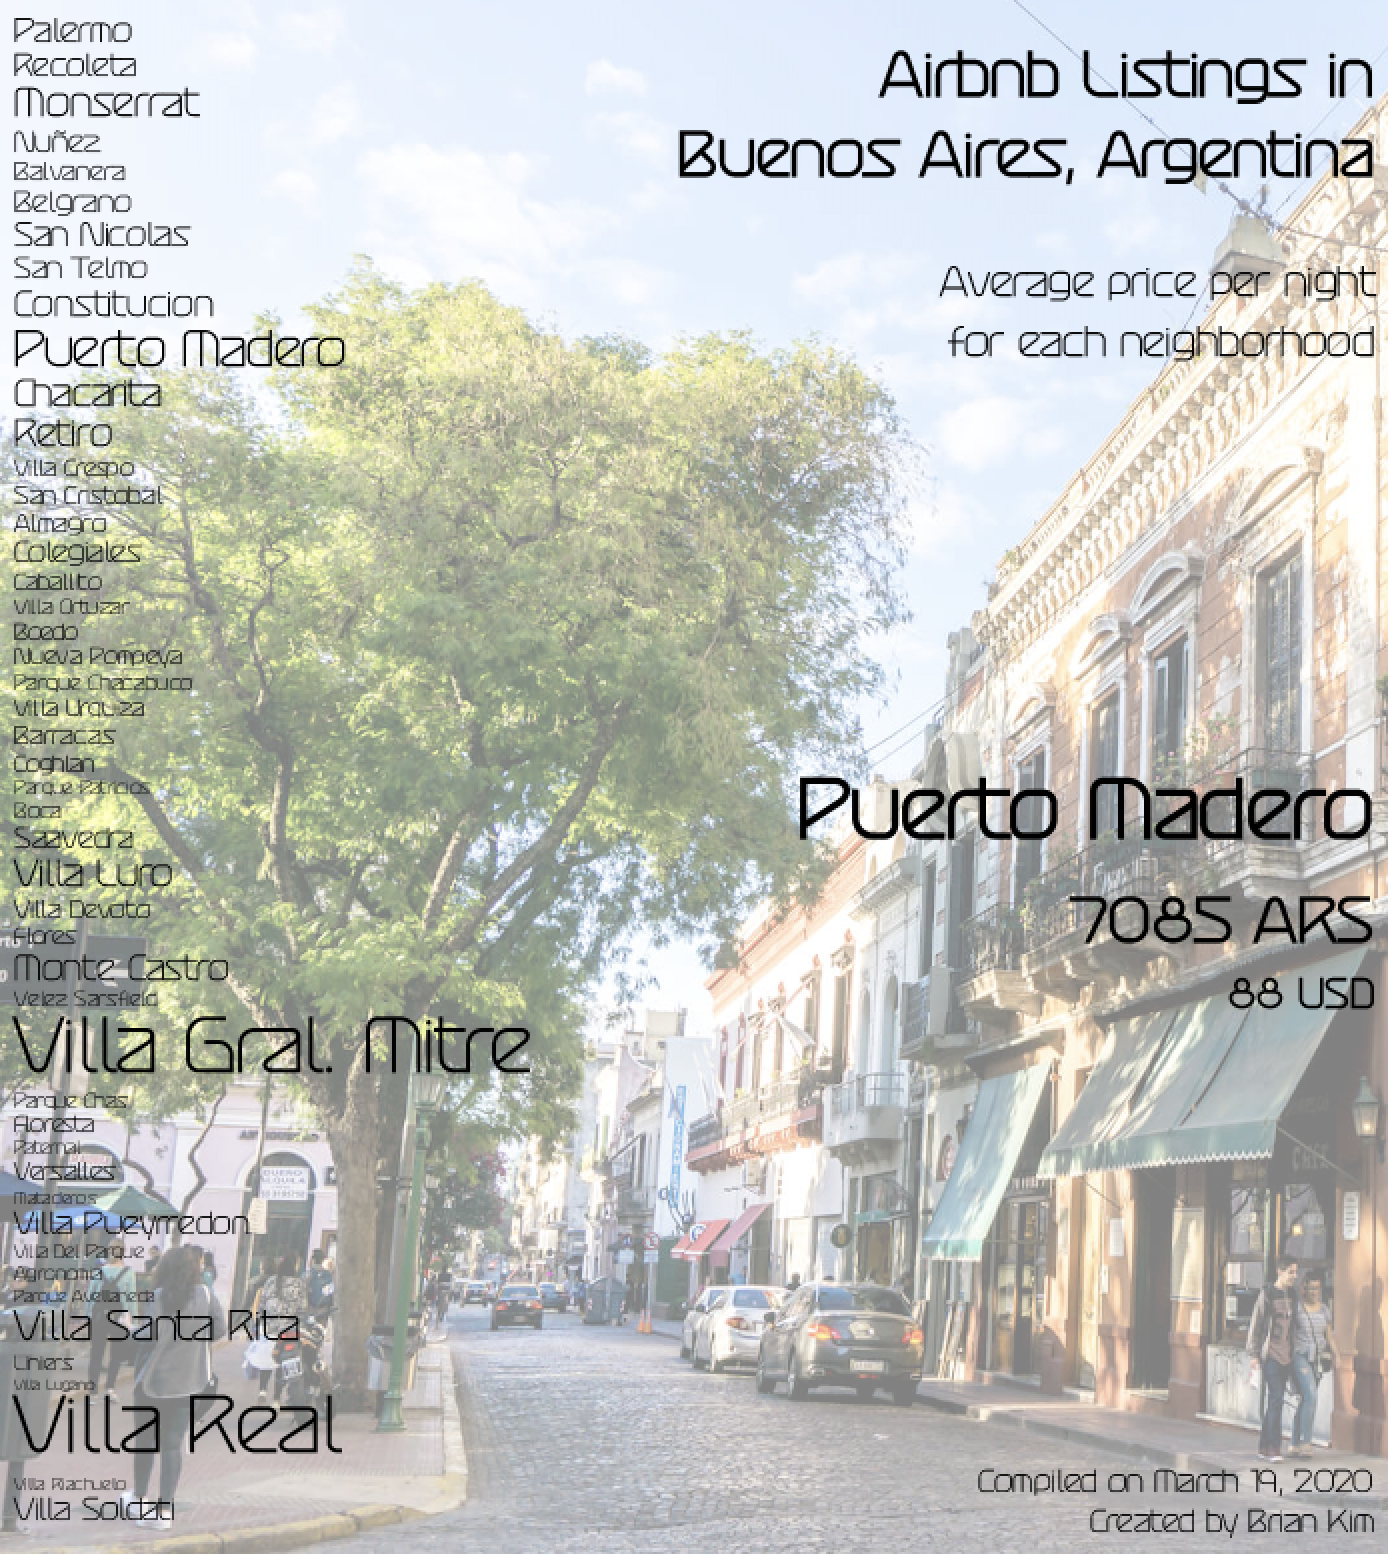 Palermo
Recoleta
Monserrat
Nuñez
Balvanera
Belgrano
San Nicolas
San Telmo
Constitucion
Puerto Madero
Chacarita
Retiro
Villa Crespo
San Cristobal
Almagro
Colegiales
Caballito
Villa Ortuzar
Boedo
Nueva Pompeya
Parque Chacabuco
Villa Urquiza
Barracas
Coghlan
Parque Patricios
Boca
Saavedra
Villa Luro
Villa Devoto
Flores
Monte Castro
Velez Sarsfield
Villa Gral. Mitre
Parque Chas
Floresta
Paternal
Versalles
Mataderos
Villa Pueyrredon
Villa Del Parque
Agronomia
Parque Avellaneda
Villa Santa Rita
Liniers
Villa Lugano
Villa Real
Villa Riachuelo
Villa Soldati
Airbnb Listings in
Buenos Aires, Argentina
Average price per night
for each neighborhood
Puerto Madero
7085 ARS
88 USD
Compiled on March 19, 2020
Created by Brian Kim